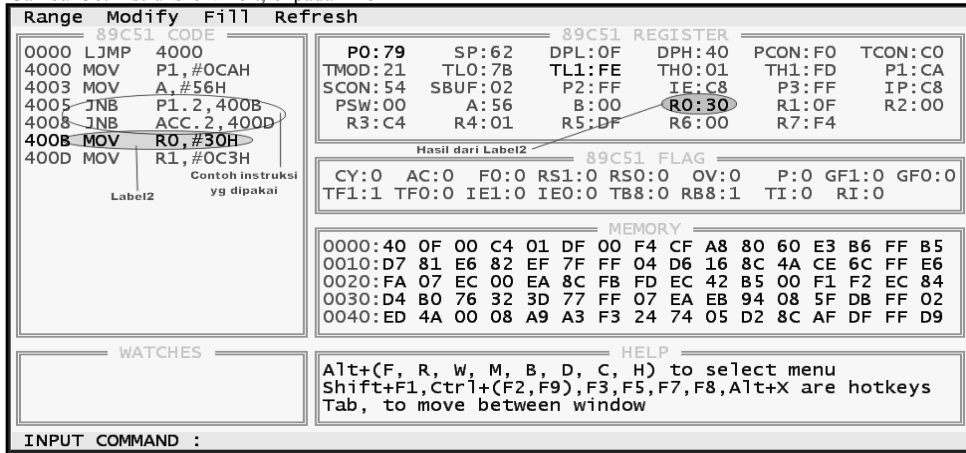 Range Modify Fill Refresh
89C51 CODE
0000 LJMP 4000
4000 MOV P1,#0CAH
4003 MOV A,#56H
4005 JNB P1.2,400B
4008 JNB ACC.2,400D
400B MOV R0,#30H
400D MOV R1,#0C3H
Contoh instruksi
yg dipakai
Label2
89C51 REGISTER
P0:79 SP:62 DPL:0F DPH:40 PCON:F0 TCON:C0
TMOD:21 TL0:7B TL1:FE TH0:01 TH1:FD P1:CA
SCON:54 SBUF:02 P2:FF IE:C8 P3:FF IP:C8
PSW:00 A:56 B:00 R0:30 R1:0F R2:00
R3:C4 R4:01 R5:DF R6:00 R7:F4
Hasil dari Label2
89C51 FLAG
CY:0 AC:0 F0:0 RS1:0 RS0:0 OV:0 P:0 GF1:0 GF0:0
TF1:1 TF0:0 IE1:0 IE0:0 TB8:0 RB8:1 TI:0 RI:0
MEMORY
0000:40 0F 00 C4 01 DF 00 F4 CF A8 80 60 E3 B6 FF B5
0010:D7 81 E6 82 EF 7F FF 04 D6 16 8C 4A CE 6C FF E6
0020:FA 07 EC 00 EA 8C FB FD EC 42 B5 00 F1 F2 EC 84
0030:D4 B0 76 32 3D 77 FF 07 EA EB 94 08 5F DB FF 02
0040:ED 4A 00 08 A9 A3 F3 24 74 05 D2 8C AF DF FF D9
WATCHES
HELP
Alt+(F, R, W, M, B, D, C, H) to select menu
Shift+F1,Ctrl+(F2,F9),F3,F5,F7,F8,Alt+X are hotkeys
Tab, to move between window
INPUT COMMAND :